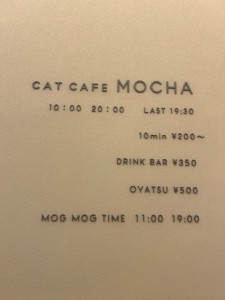 CAT CAFE MOCHA
10:00 20:00 LAST 19:30
10min ¥200～
DRINK BAR ¥350
OVATSU ¥500
MOG MOG TIME 11:00 19:00